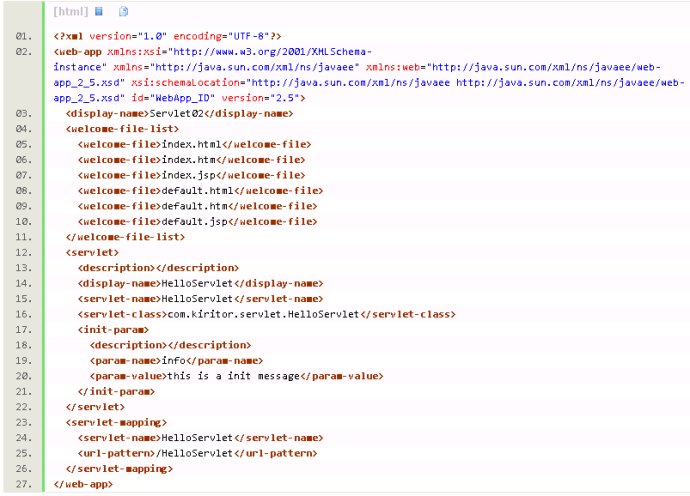 [html]
01. <?xml version="1.0" encoding="UTF-8"?>
02. <web-app xmlns:xsi="http://www.w3.org/2001/XMLSchema-
instance" xmlns="http://java.sun.com/xml/ns/javaee" xmlns:web="http://java.sun.com/xml/ns/javaee/web-
app_2_5.xsd" xsi:schemaLocation="http://java.sun.com/xml/ns/javaee http://java.sun.com/xml/ns/javaee/web-
app_2_5.xsd" id="WebApp_ID" version="2.5">
03. <display-name>Servlet02</display-name>
04. <welcome-file-list>
05. <welcome-file>index.html</welcome-file>
06. <welcome-file>index.htm</welcome-file>
07. <welcome-file>index.jsp</welcome-file>
08. <welcome-file>default.html</welcome-file>
09. <welcome-file>default.htm</welcome-file>
10. <welcome-file>default.jsp</welcome-file>
11. </welcome-file-list>
12. <servlet>
13. <description></description>
14. <display-name>HelloServlet</display-name>
15. <servlet-name>HelloServlet</servlet-name>
16. <servlet-class>com.kiritor.servlet.HelloServlet</servlet-class>
17. <init-param>
18. <description></description>
19. <param-name>info</param-name>
20. <param-value>this is a init message</param-value>
21. </init-param>
22. </servlet>
23. <servlet-mapping>
24. <servlet-name>HelloServlet</servlet-name>
25. <url-pattern>/HelloServlet</url-pattern>
26. </servlet-mapping>
27. </web-app>